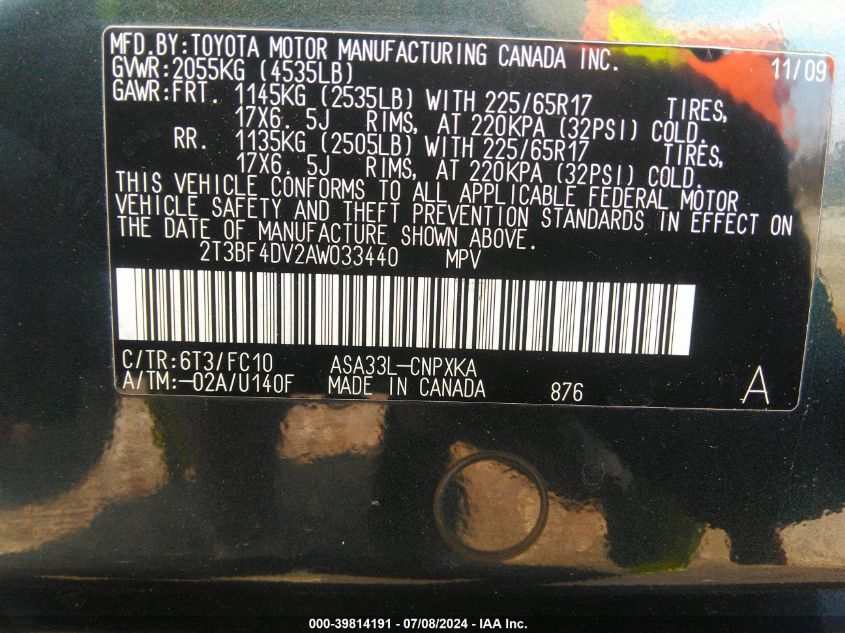 MFD.BY:TOYOTA MOTOR MANUFACTURING CANADA INC. 11/09
GVWR:2055KG (4535LB)
GAWR:FRT. 1145KG (2535LB) WITH 225/65R17 TIRES,
17X6.5J RIMS, AT 220KPA (32PSI) COLD.
RR. 1135KG (2505LB) WITH 225/65R17 TIRES,
17X6.5J RIMS, AT 220KPA (32PSI) COLD.
THIS VEHICLE CONFORMS TO ALL APPLICABLE FEDERAL MOTOR
VEHICLE SAFETY AND THEFT PREVENTION STANDARDS IN EFFECT ON
THE DATE OF MANUFACTURE SHOWN ABOVE.
2T3BF4DV2AW033440 MPV
C/TR:6T3/FC10 ASA33L-CNPXKA
A/TM:-02A/U140F MADE IN CANADA 876 A
000-39814191 - 07/08/2024 - IAA Inc.